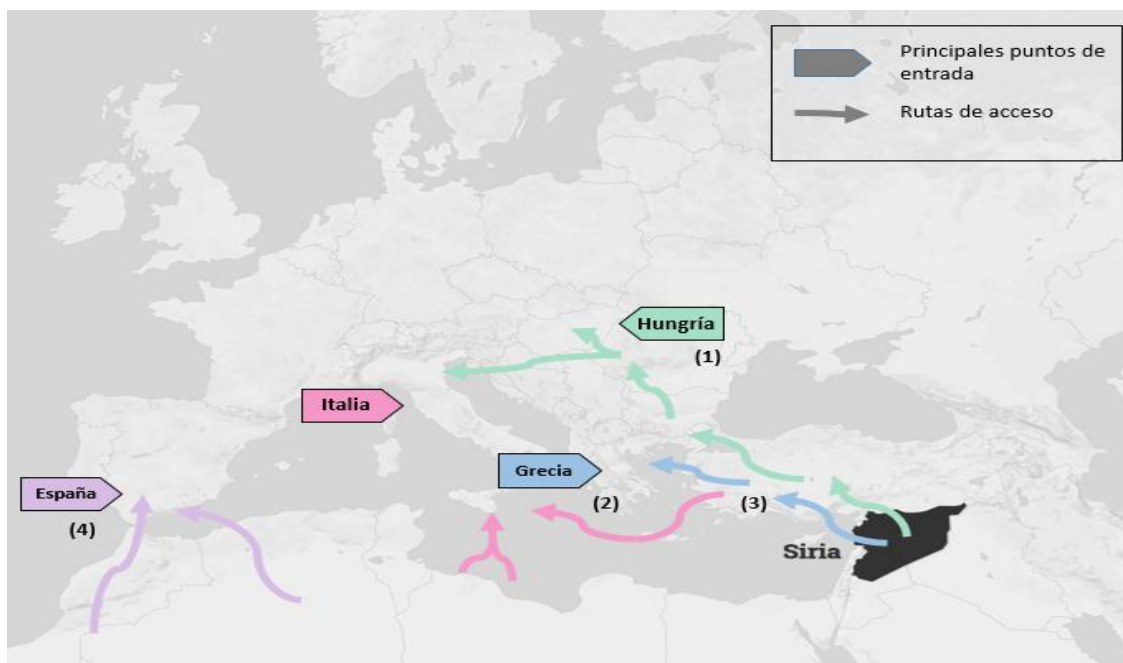 Principales puntos de
entrada
Rutas de acceso
Hungría
(1)
Italia
Grecia
(2)
(3)
España
(4)
Siria